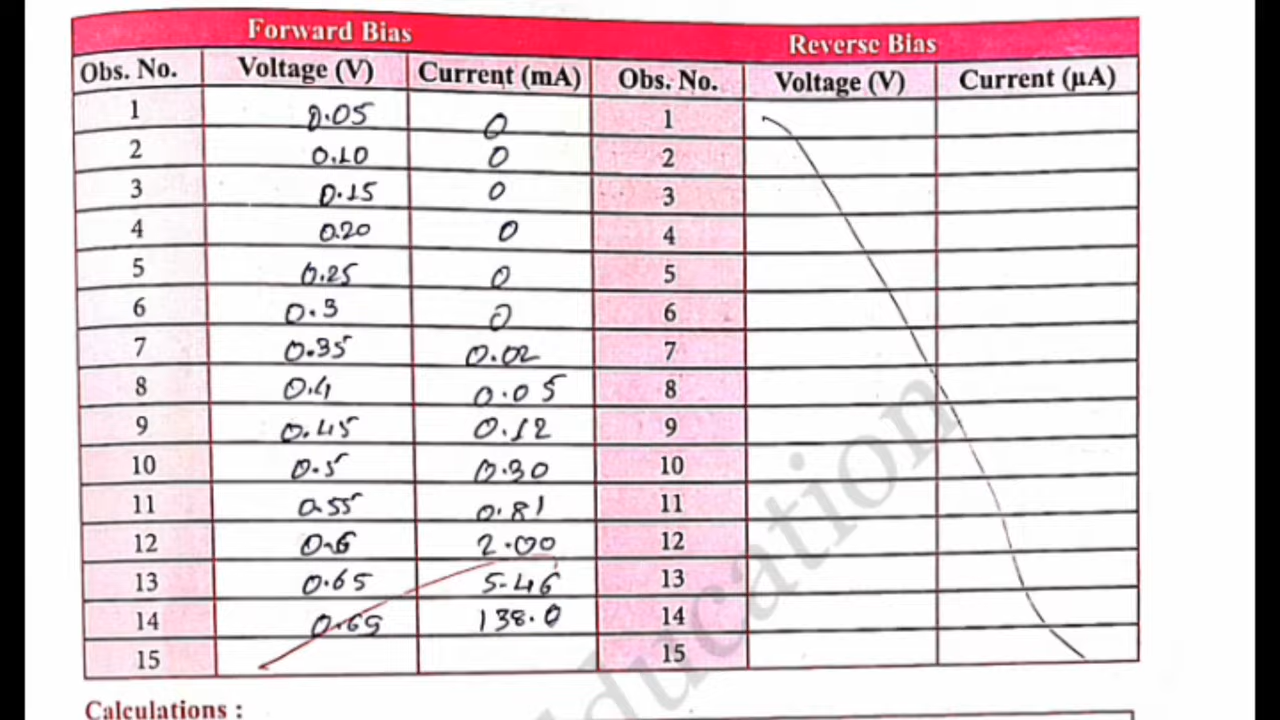 Forward Bias Reverse Bias
Obs. No. Voltage (V) Current (mA) Obs. No. Voltage (V) Current (µA)
1 0.05 0 1
2 0.10 0 2
3 0.15 0 3
4 0.20 0 4
5 0.25 0 5
6 0.3 0 6
7 0.35 0.02 7
8 0.4 0.05 8
9 0.45 0.12 9
10 0.5 0.30 10
11 0.55 0.81 11
12 0.6 2.00 12
13 0.65 5.46 13
14 138.0 14
15 15
Calculations :